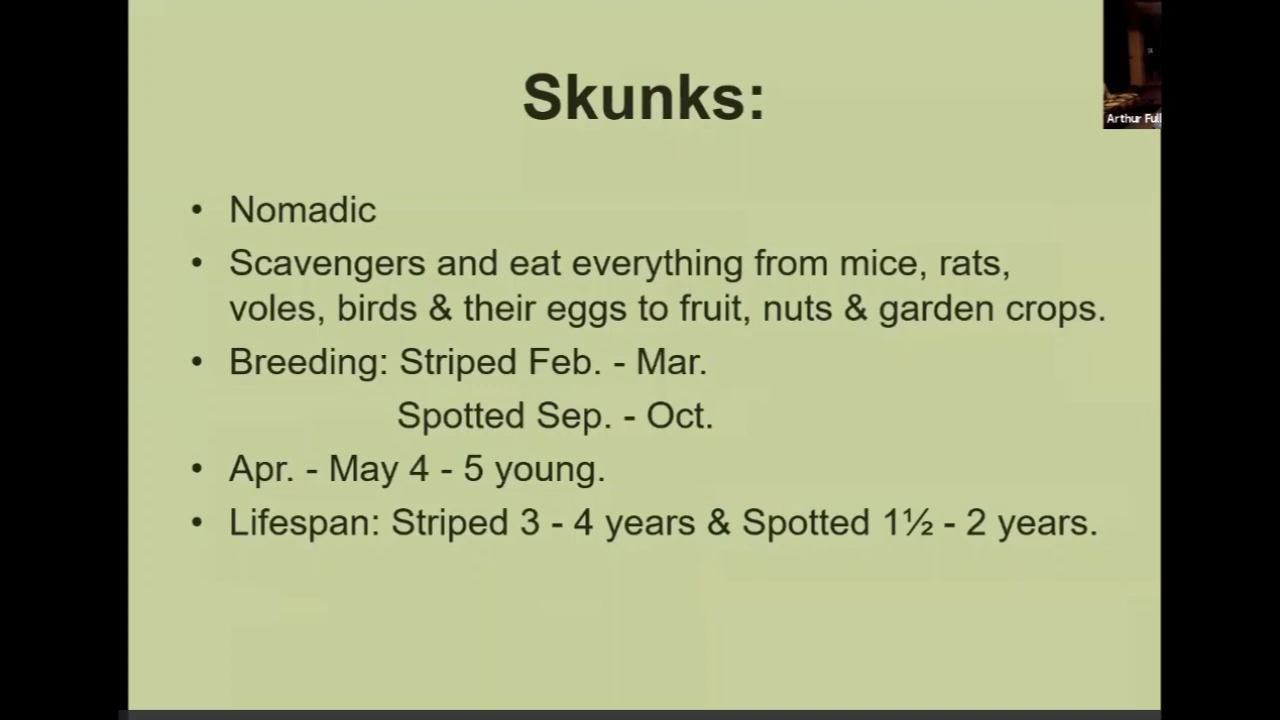 Skunks:
Arthur Full
• Nomadic
• Scavengers and eat everything from mice, rats,
voles, birds & their eggs to fruit, nuts & garden crops.
• Breeding: Striped Feb. - Mar.
Spotted Sep. - Oct.
• Apr. - May 4 - 5 young.
• Lifespan: Striped 3 - 4 years & Spotted 1½ - 2 years.